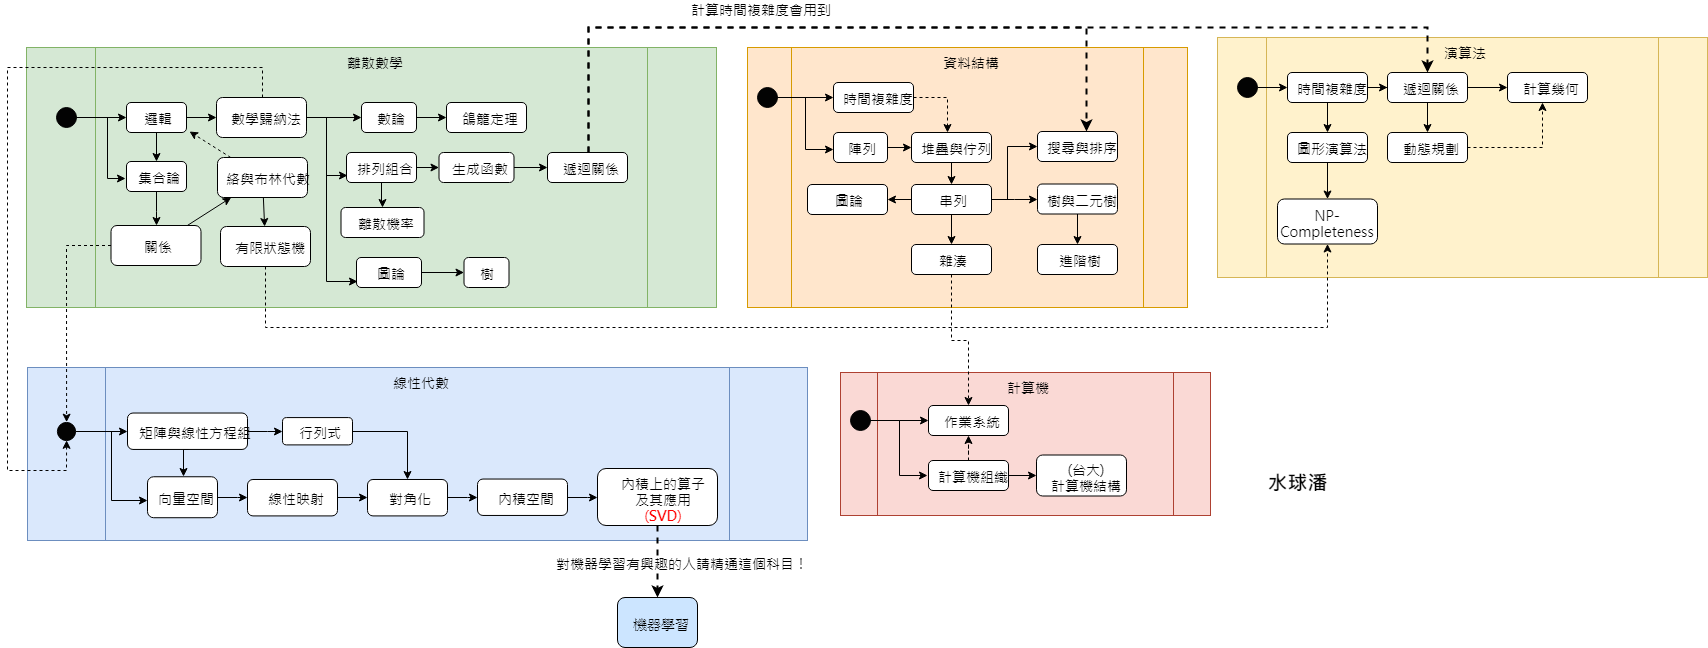 計算時間複雜度會用到
離散數學
邏輯
數學歸納法
數論
鴿籠定理
集合論
絡與布林代數
排列組合
生成函數
遞迴關係
離散機率
關係
有限狀態機
圖論
樹
資料結構
時間複雜度
陣列
堆疊與佇列
搜尋與排序
圖論
串列
樹與二元樹
雜湊
進階樹
演算法
時間複雜度
遞迴關係
計算幾何
圖形演算法
動態規劃
NP-
Completeness
線性代數
矩陣與線性方程組
行列式
向量空間
線性映射
對角化
內積空間
內積上的算子
及其應用
(SVD)
計算機
作業系統
計算機組織
(台大)
計算機結構
水球潘
對機器學習有興趣的人請精通這個科目！
機器學習